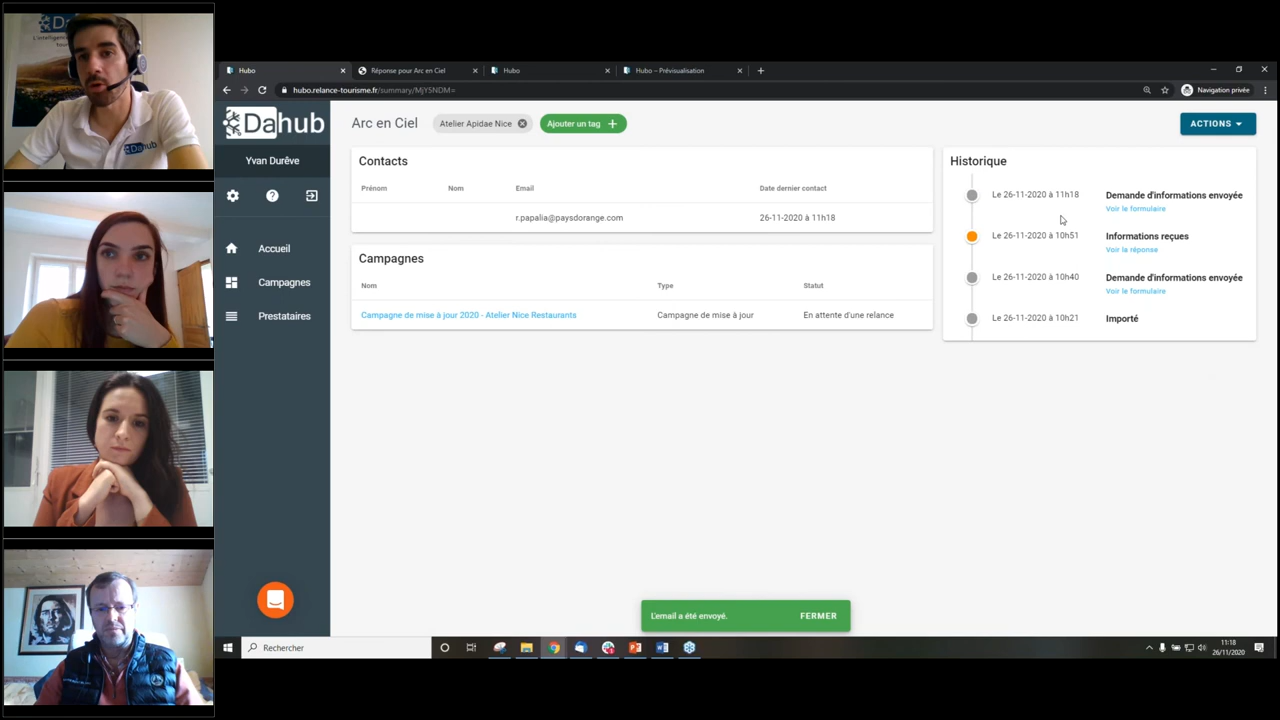 Da
L'intelligence
tou
Dahub
Hubo
Réponse pour Arc en Ciel
Hubo
Hubo – Prévisualisation
hubo.relance-tourisme.fr/summary/MjY5NDM=
Navigation privée
Dahub
Yvan Durêve
Accueil
Campagnes
Prestataires
Arc en Ciel
Atelier Apidae Nice
Ajouter un tag +
ACTIONS
Contacts
Prénom Nom Email Date dernier contact
r.papalia@paysdorange.com 26-11-2020 à 11h18
Campagnes
Nom Type Statut
Campagne de mise à jour 2020 - Atelier Nice Restaurants Campagne de mise à jour En attente d'une relance
Historique
Le 26-11-2020 à 11h18 Demande d'informations envoyée
Voir le formulaire
Le 26-11-2020 à 10h51 Informations reçues
Voir la réponse
Le 26-11-2020 à 10h40 Demande d'informations envoyée
Voir le formulaire
Le 26-11-2020 à 10h21 Importé
L'email a été envoyé. FERMER
Rechercher
11:18
26/11/2020